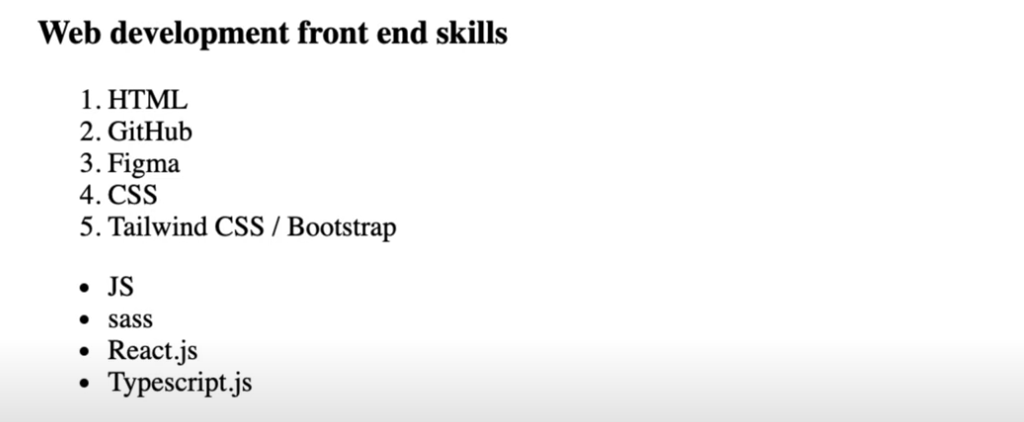 Web development front end skills
1. HTML
2. GitHub
3. Figma
4. CSS
5. Tailwind CSS / Bootstrap
• JS
• sass
• React.js
• Typescript.js